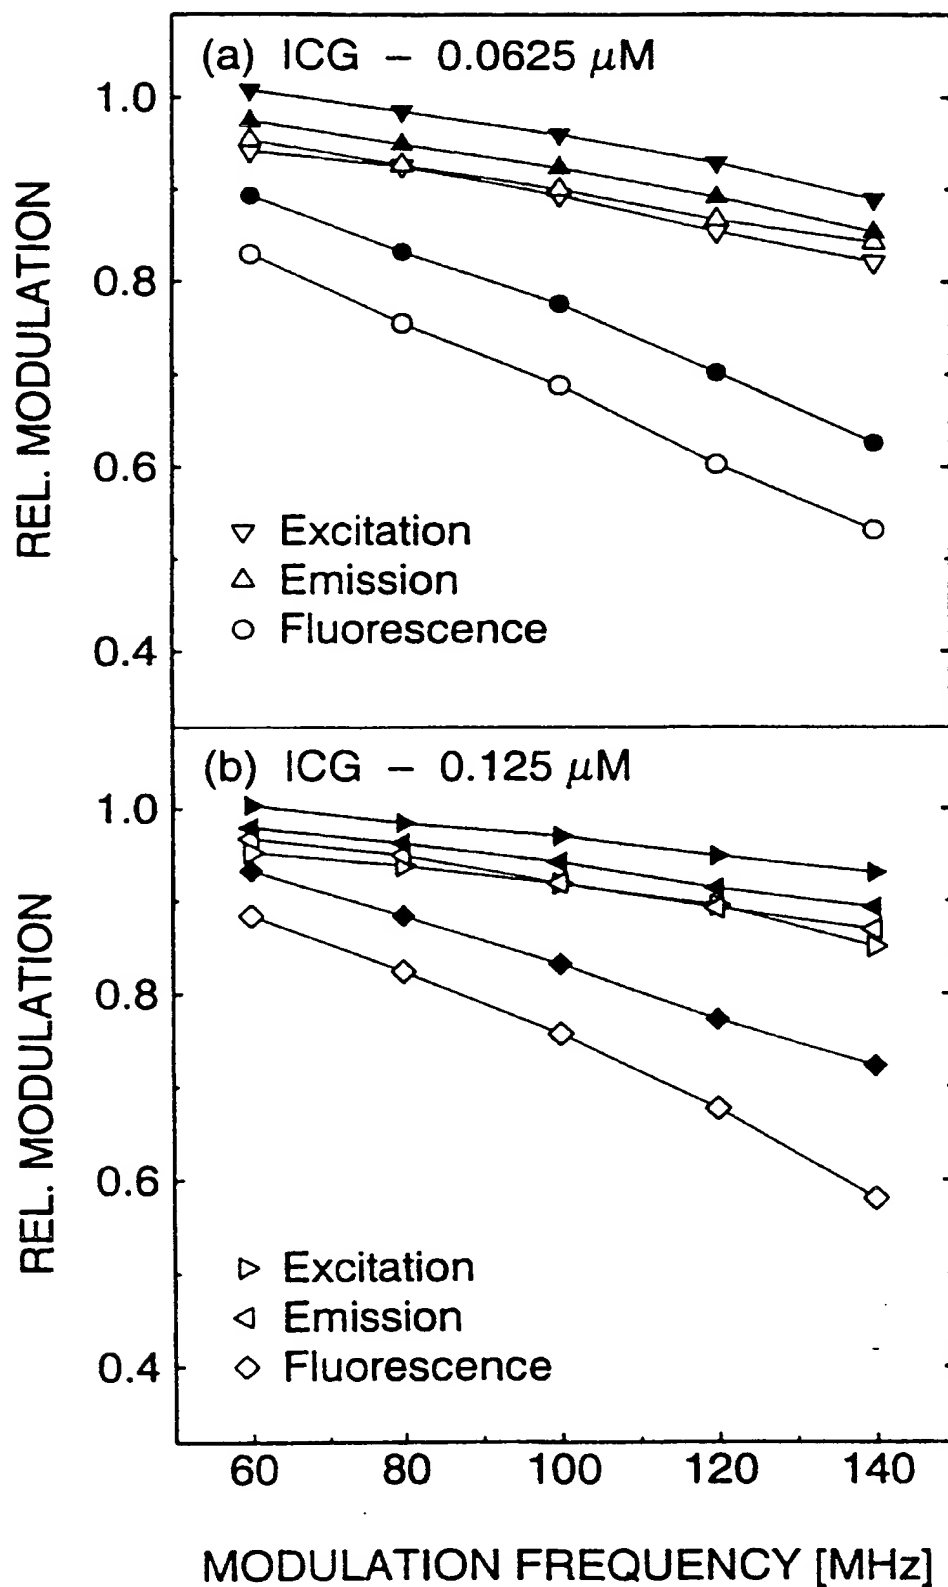 (a) ICG – 0.0625 μM
1.0
0.8
0.6
0.4
REL. MODULATION
Excitation
Emission
Fluorescence
(b) ICG – 0.125 μM
1.0
0.8
0.6
0.4
REL. MODULATION
Excitation
Emission
Fluorescence
60 80 100 120 140
MODULATION FREQUENCY [MHz]